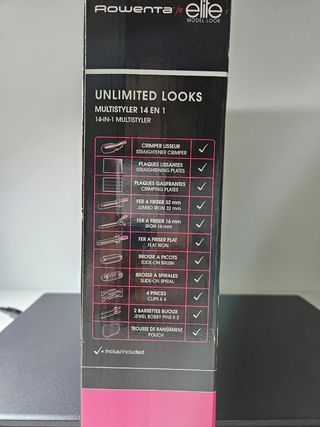 ROWENTA for elite
MODEL LOOK
UNLIMITED LOOKS
MULTISTYLER 14 EN 1
14-IN-1 MULTISTYLER
CRIMPER LISSEUR
STRAIGHTENER CRIMPER
PLAQUES LISSANTES
STRAIGHTENING PLATES
PLAQUES GAUFRANTES
CRIMPING PLATES
FER A FRISER 32 mm
JUMBO IRON 32 mm
FER A FRISER 16 mm
IRON 16 mm
FER A FRISER PLAT
FLAT IRON
BROSSE A PICOTS
SLIDE-ON BRUSH
BROSSE A SPIRALES
SLIDE-ON SPIRAL
4 PINCES
CLIPS X 4
2 BARRETTES BIJOUX
JEWEL BOBBY PINS X 2
TROUSSE DE RANGEMENT
POUCH
✓= inclus/included